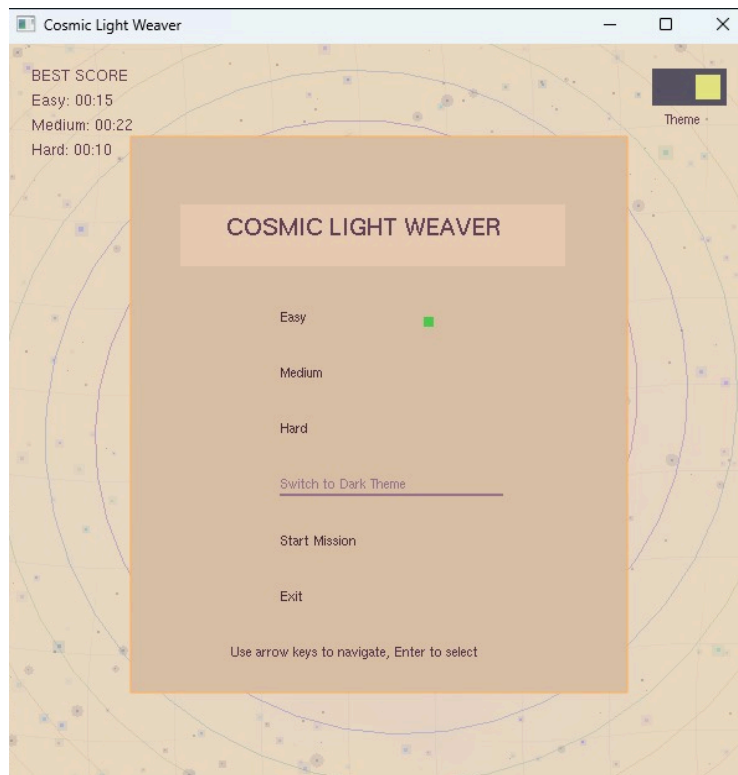 Cosmic Light Weaver
BEST SCORE
Easy: 00:15
Medium: 00:22
Hard: 00:10
Theme
COSMIC LIGHT WEAVER
Easy
Medium
Hard
Switch to Dark Theme
Start Mission
Exit
Use arrow keys to navigate, Enter to select